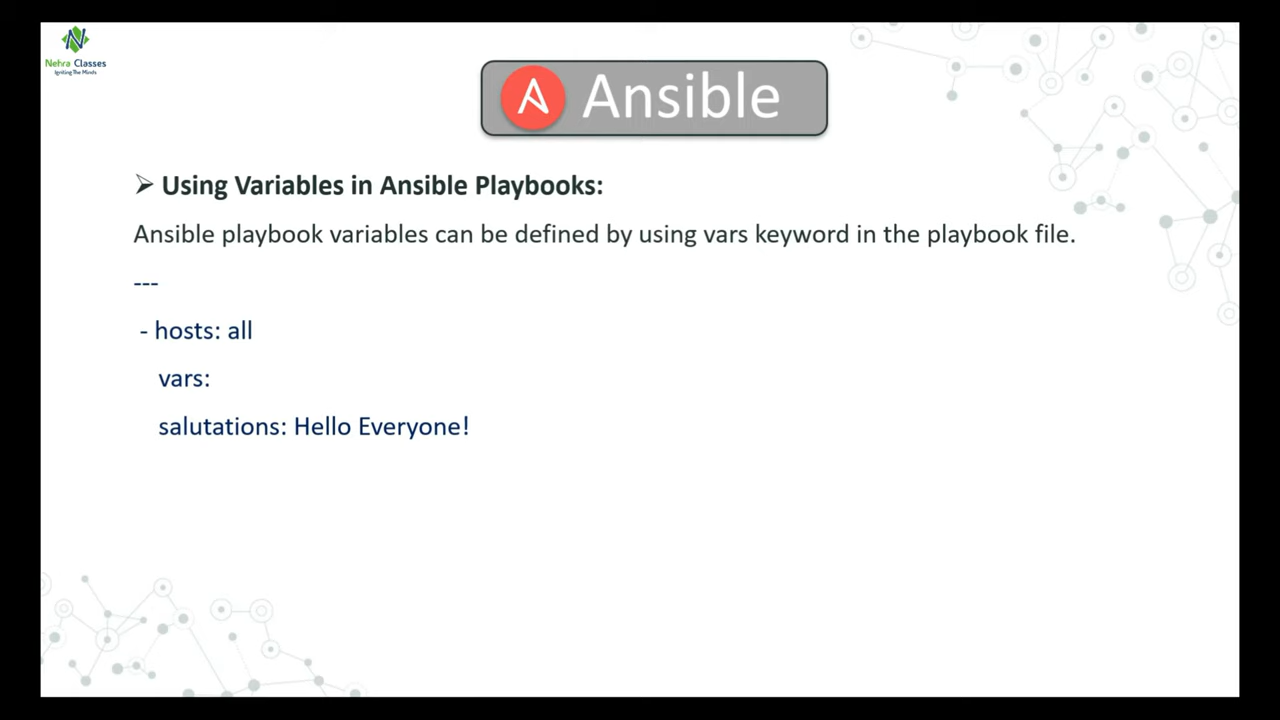 Nehra Classes
Igniting The Minds
Ansible
➢ Using Variables in Ansible Playbooks:
Ansible playbook variables can be defined by using vars keyword in the playbook file.
---
- hosts: all
vars:
salutations: Hello Everyone!